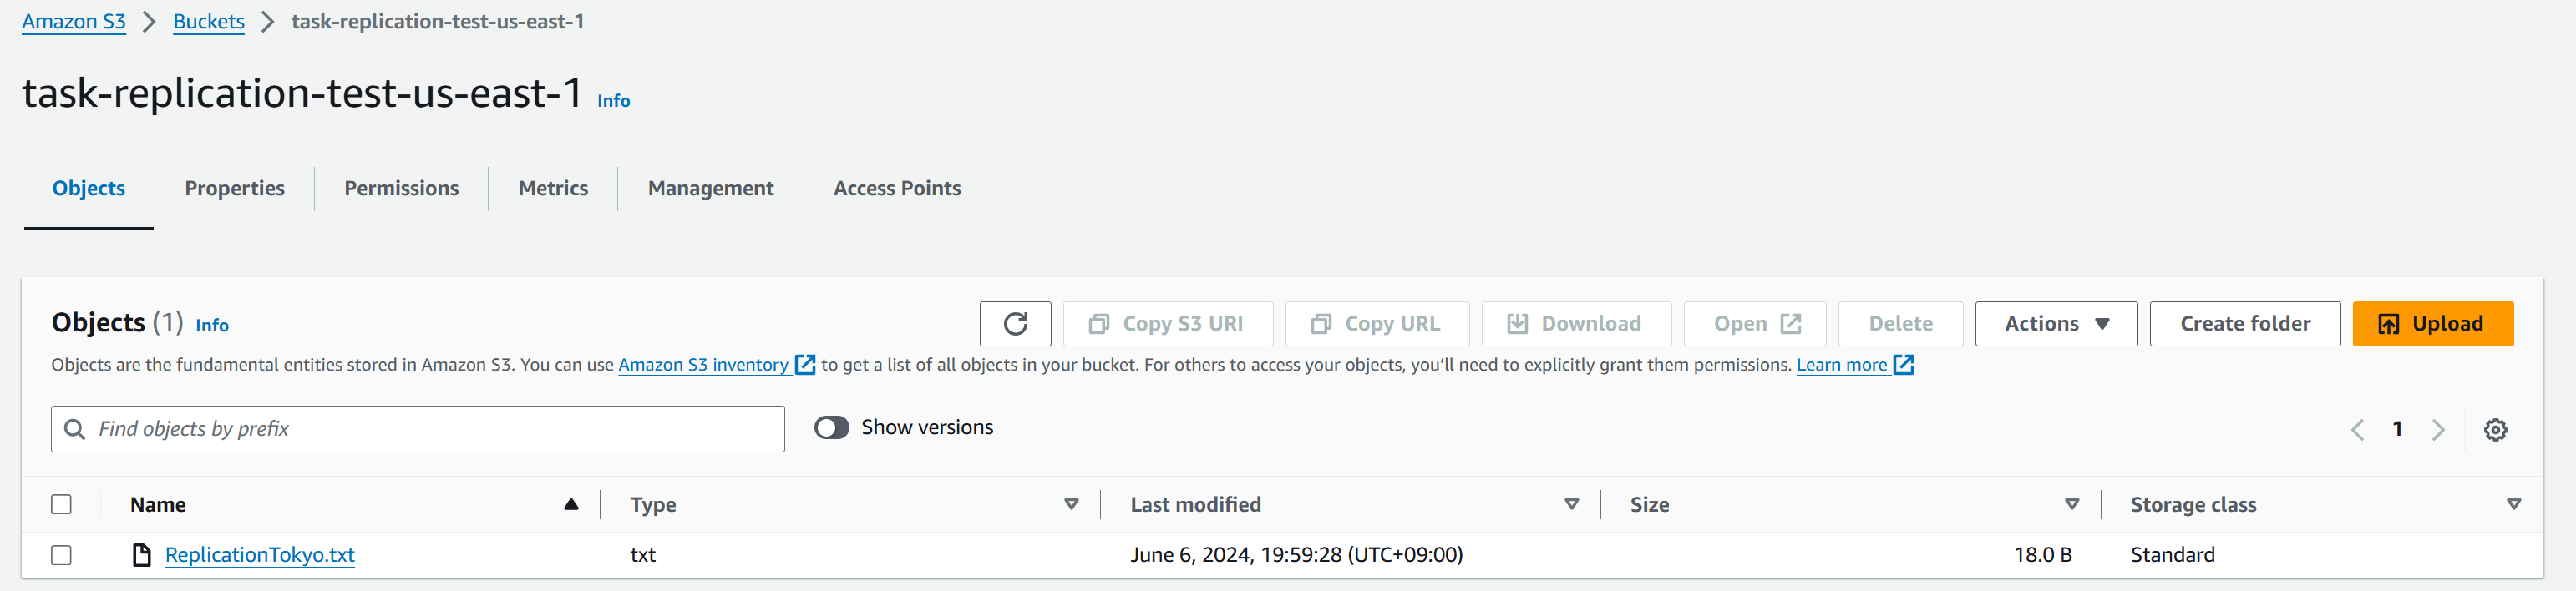 Amazon S3 > Buckets > task-replication-test-us-east-1
task-replication-test-us-east-1 Info
Objects Properties Permissions Metrics Management Access Points
Objects (1) Info Copy S3 URI Copy URL Download Open Delete Actions Create folder Upload
Objects are the fundamental entities stored in Amazon S3. You can use Amazon S3 inventory to get a list of all objects in your bucket. For others to access your objects, you'll need to explicitly grant them permissions. Learn more
Find objects by prefix Show versions 1
Name Type Last modified Size Storage class
ReplicationTokyo.txt txt June 6, 2024, 19:59:28 (UTC+09:00) 18.0 B Standard